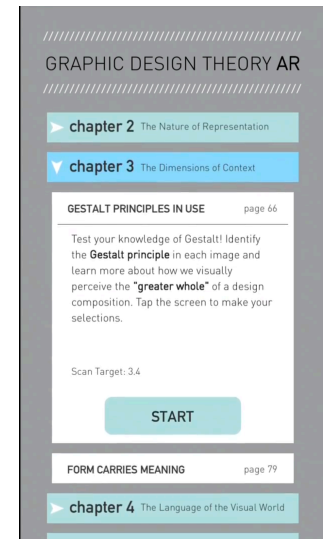 GRAPHIC DESIGN THEORY AR
chapter 2 The Nature of Representation
chapter 3 The Dimensions of Context
GESTALT PRINCIPLES IN USE page 66
Test your knowledge of Gestalt! Identify
the Gestalt principle in each image and
learn more about how we visually
perceive the "greater whole" of a design
composition. Tap the screen to make your
selections.
Scan Target: 3.4
START
FORM CARRIES MEANING page 79
chapter 4 The Language of the Visual World